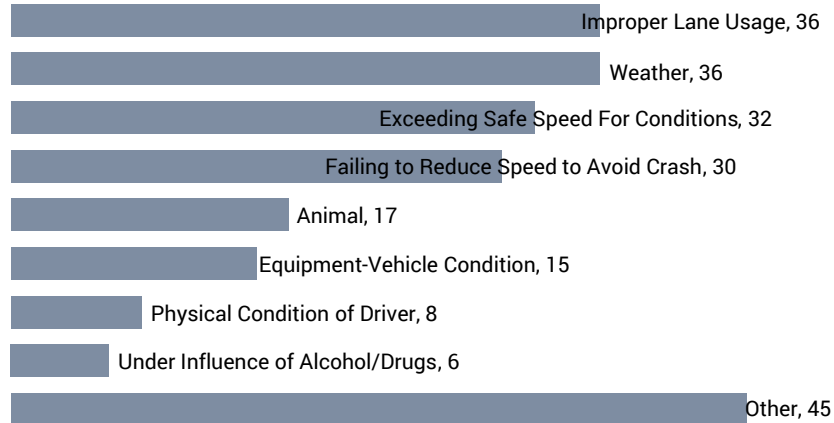 Improper Lane Usage, 36
Weather, 36
Exceeding Safe Speed For Conditions, 32
Failing to Reduce Speed to Avoid Crash, 30
Animal, 17
Equipment-Vehicle Condition, 15
Physical Condition of Driver, 8
Under Influence of Alcohol/Drugs, 6
Other, 45